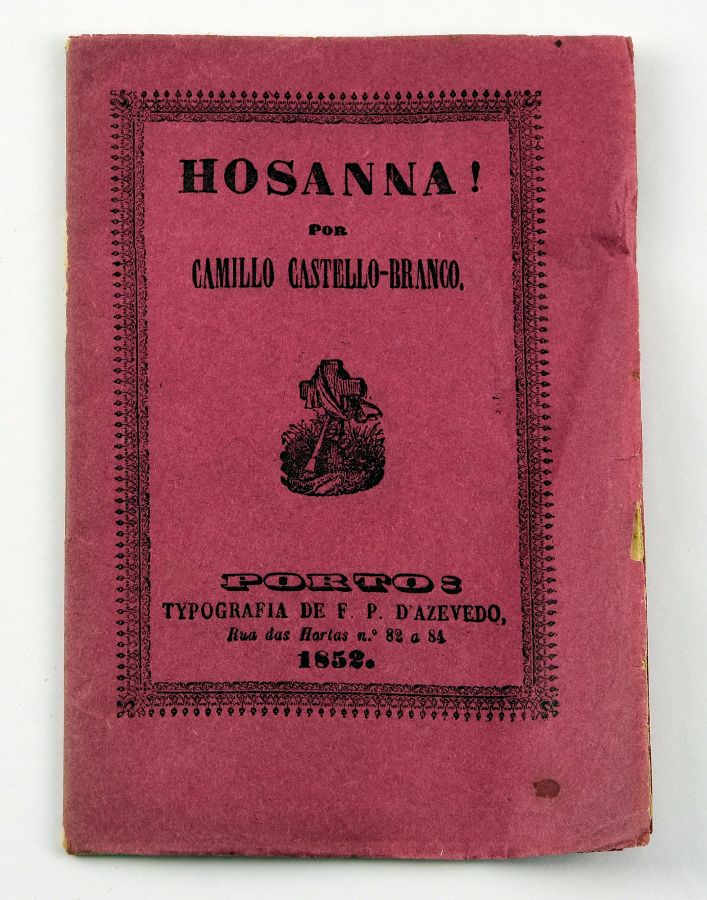 HOSANNA!
POR
CAMILLO CASTELLO-BRANCO.
PORTO:
TYPOGRAFIA DE F. P. D'AZEVEDO,
Rua das Hortas n.º 82 a 84
1852.